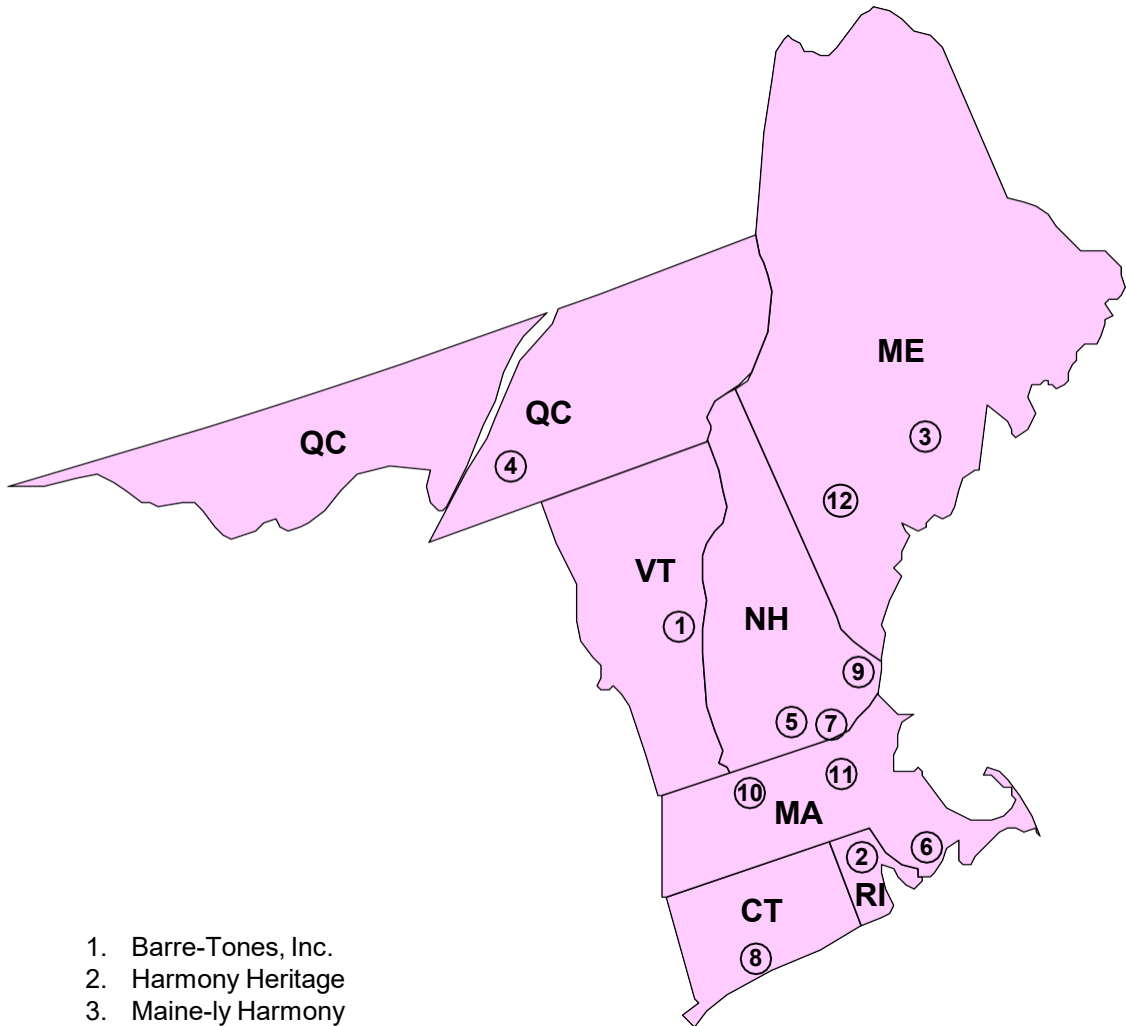 ME
QC
QC
3
4
12
VT
NH
1
9
5
7
11
10
MA
6
2
RI
CT
8
1. Barre-Tones, Inc.
2. Harmony Heritage
3. Maine-ly Harmony